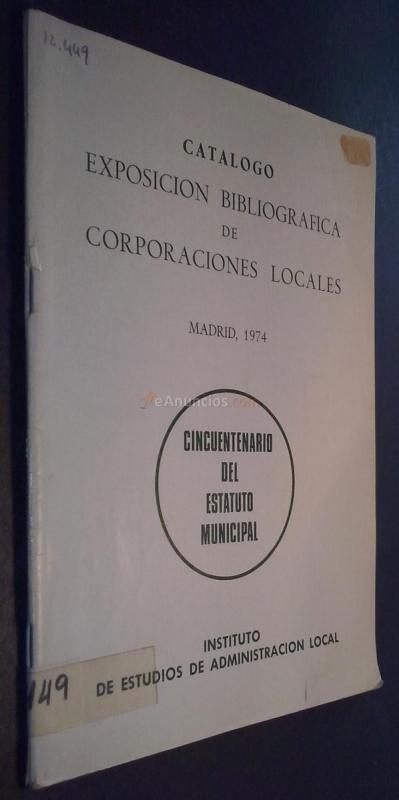 12.449
CATALOGO
EXPOSICION BIBLIOGRAFICA
DE
CORPORACIONES LOCALES
MADRID, 1974
eAnuncios.com
CINCUENTENARIO
DEL
ESTATUTO
MUNICIPAL
INSTITUTO
DE ESTUDIOS DE ADMINISTRACION LOCAL
449